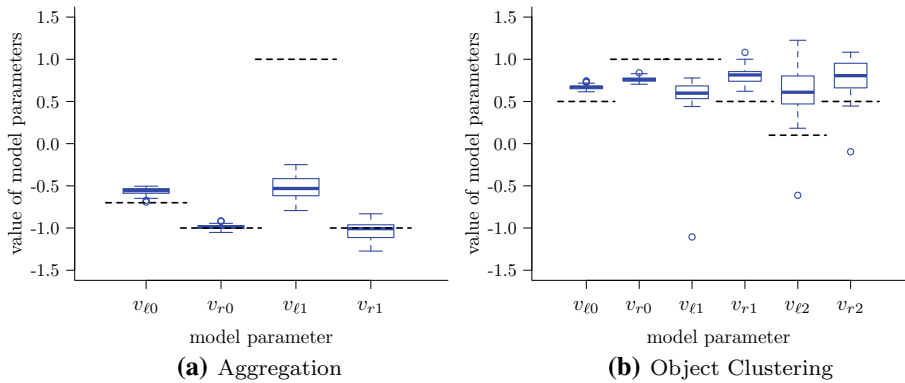 value of model parameters
1.5
1.0
0.5
0.0
-0.5
-1.0
-1.5
vℓ0 vr0 vℓ1 vr1
model parameter
(a) Aggregation
value of model parameters
1.5
1.0
0.5
0.0
-0.5
-1.0
-1.5
vℓ0 vr0 vℓ1 vr1 vℓ2 vr2
model parameter
(b) Object Clustering